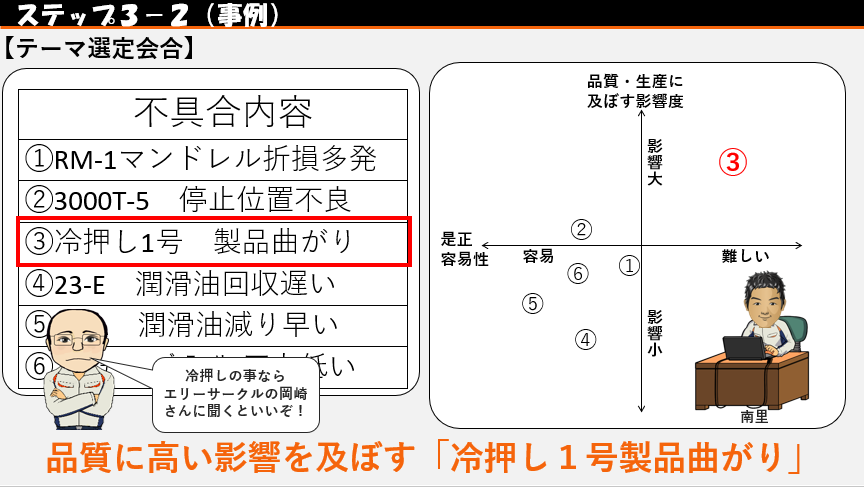 ステップ3－2（事例）
【テーマ選定会合】
不具合内容
①RM-1マンドレル折損多発
②3000T-5　停止位置不良
③冷押し1号　製品曲がり
④23-E　潤滑油回収遅い
⑤　潤滑油減り早い
⑥　低い
冷押しの事なら
エリーサークルの岡崎
さんに聞くといいぞ！
品質・生産に
及ぼす影響度
影響大
③
②
是正
容易性
容易
難しい
①
⑥
⑤
影響小
④
南里
品質に高い影響を及ぼす「冷押し１号製品曲がり」